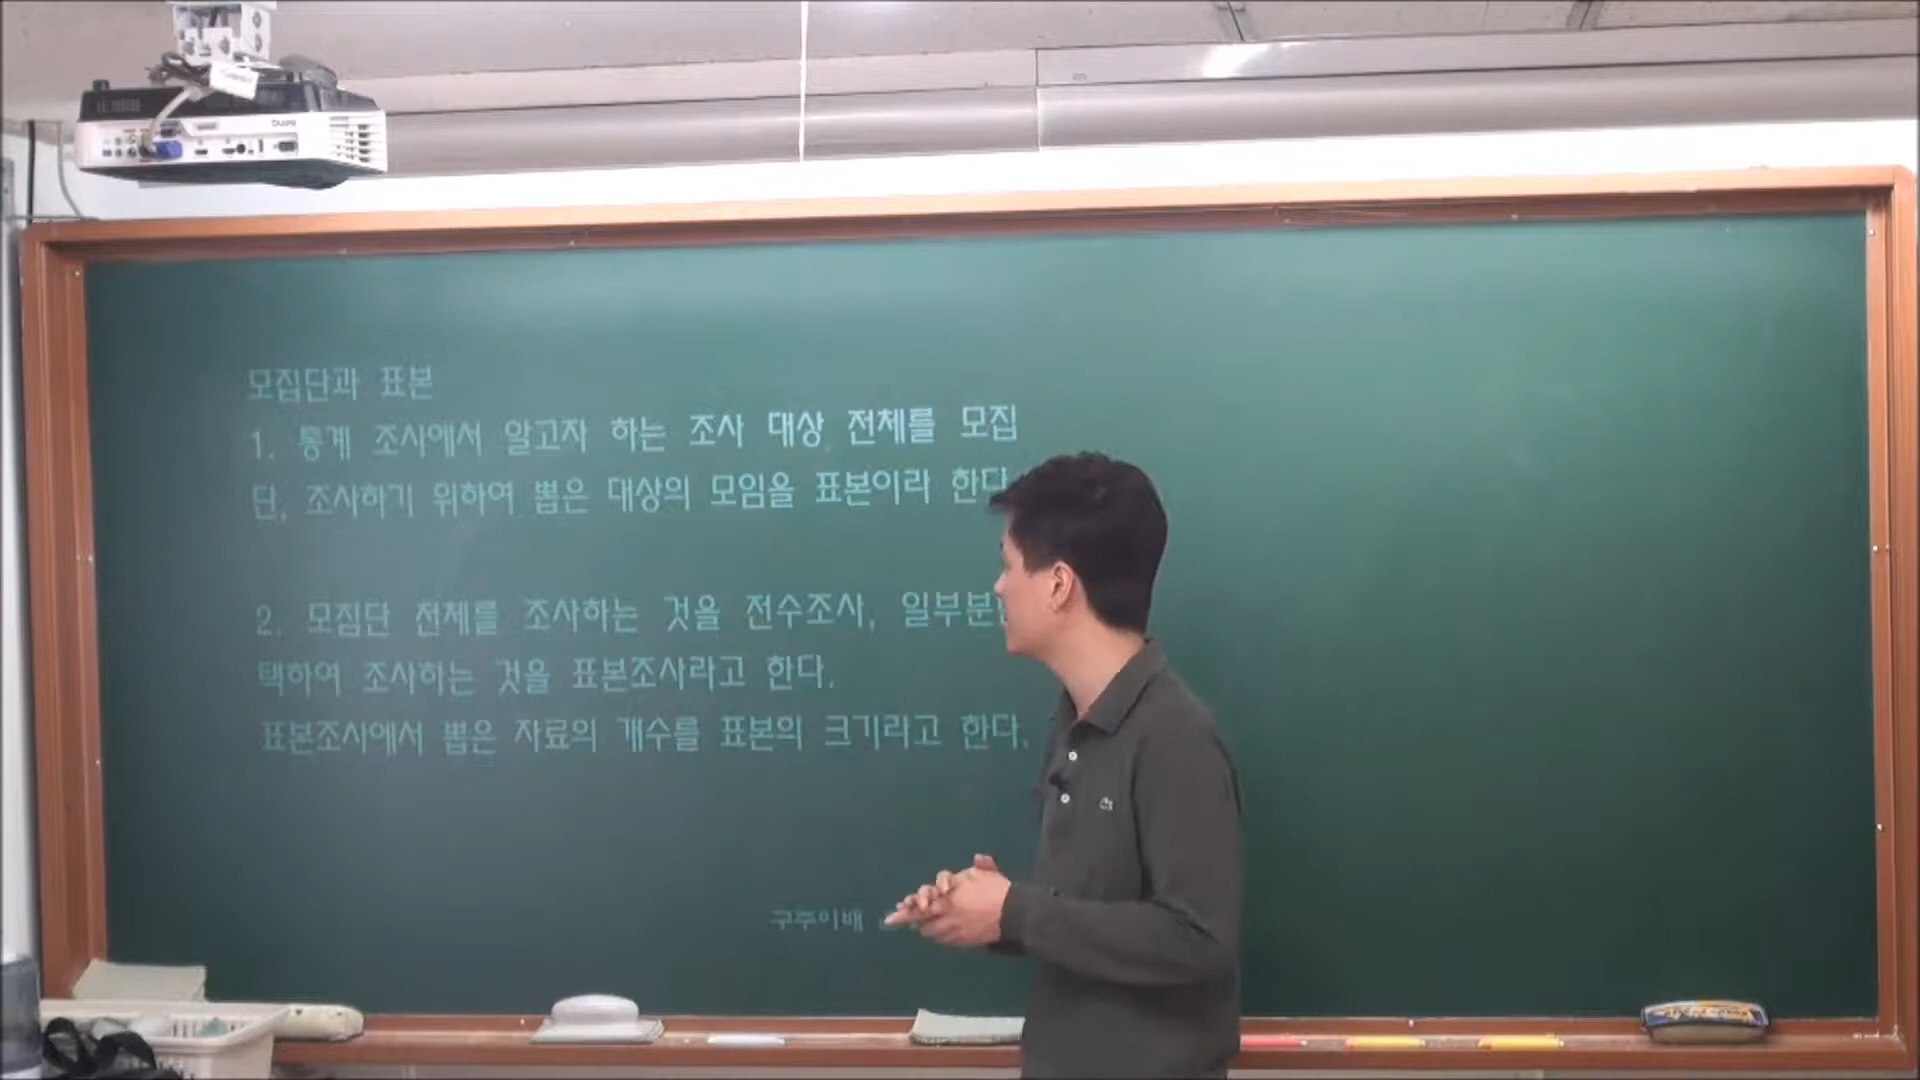 모집단과 표본
1. 통계 조사에서 알고자 하는 조사 대상 전체를 모집
단, 조사하기 위하여 뽑은 대상의 모임을 표본이라 한다
2. 모집단 전체를 조사하는 것을 전수조사, 일부분만
택하여 조사하는 것을 표본조사라고 한다.
표본조사에서 뽑은 자료의 개수를 표본의 크기라고 한다.